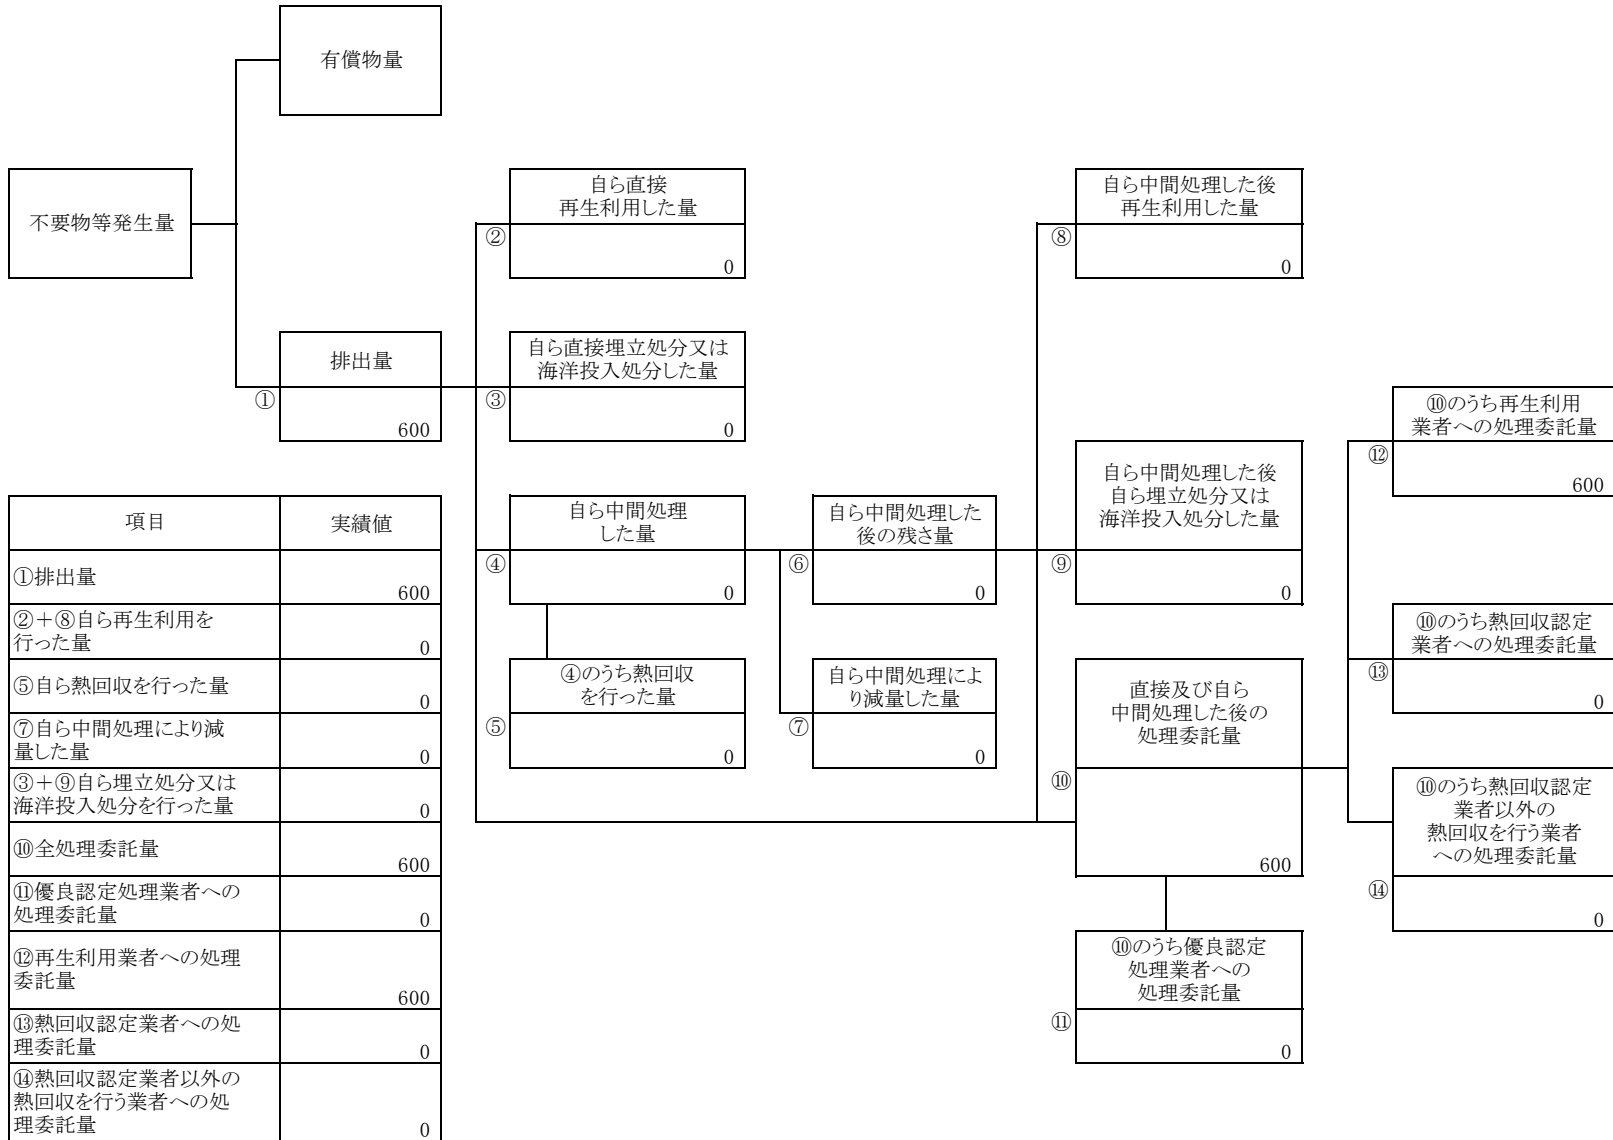 有償物量
不要物等発生量
排出量
①
600
自ら直接
再生利用した量
②
0
自ら直接埋立処分又は
海洋投入処分した量
③
0
自ら中間処理
した量
④
0
④のうち熱回収
を行った量
⑤
0
自ら中間処理した
後の残さ量
⑥
0
自ら中間処理によ
り減量した量
⑦
0
自ら中間処理した後
再生利用した量
⑧
0
自ら中間処理した後
自ら埋立処分又は
海洋投入処分した量
⑨
0
直接及び自ら
中間処理した後の
処理委託量
⑩
600
⑩のうち優良認定
処理業者への
処理委託量
⑪
0
⑩のうち再生利用
業者への処理委託量
⑫
600
⑩のうち熱回収認定
業者への処理委託量
⑬
0
⑩のうち熱回収認定
業者以外の
熱回収を行う業者
への処理委託量
⑭
0
項目 実績値
①排出量
600
②+⑧自ら再生利用を
行った量
0
⑤自ら熱回収を行った量
0
⑦自ら中間処理により減
量した量
0
③+⑨自ら埋立処分又は
海洋投入処分を行った量
0
⑩全処理委託量
600
⑪優良認定処理業者への
処理委託量
0
⑫再生利用業者への処理
委託量
600
⑬熱回収認定業者への処
理委託量
0
⑭熱回収認定業者以外の
熱回収を行う業者への処
理委託量
0